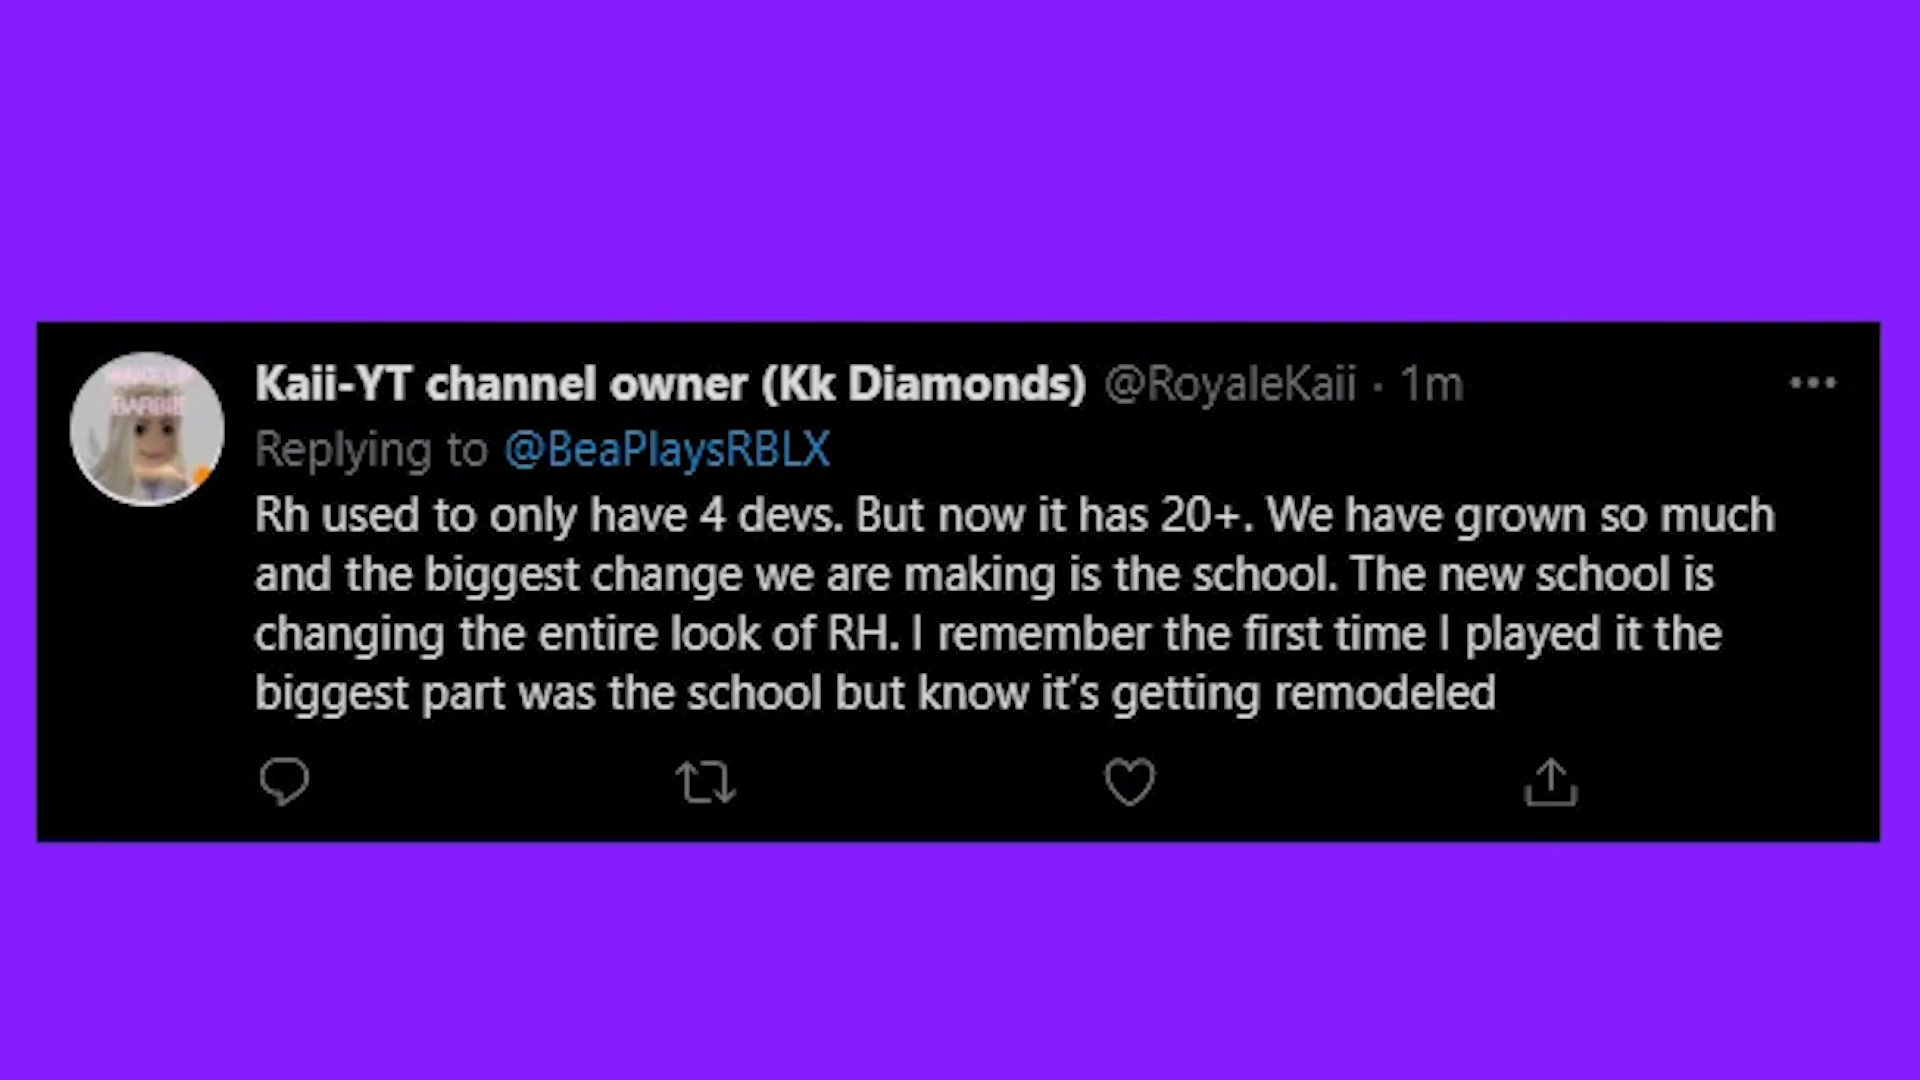 Kaii-YT channel owner (Kk Diamonds) @RoyaleKaii · 1m
Replying to @BeaPlaysRBLX
Rh used to only have 4 devs. But now it has 20+. We have grown so much
and the biggest change we are making is the school. The new school is
changing the entire look of RH. I remember the first time I played it the
biggest part was the school but know it's getting remodeled
BARBIE